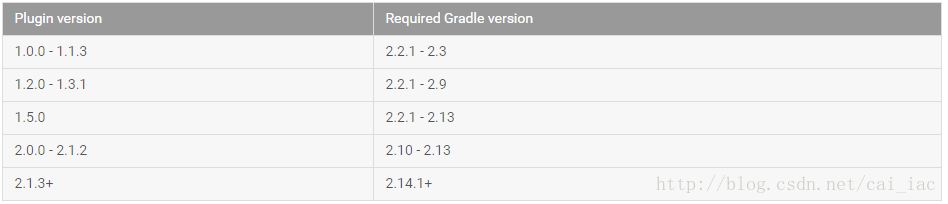 Plugin version Required Gradle version
1.0.0 - 1.1.3 2.2.1 - 2.3
1.2.0 - 1.3.1 2.2.1 - 2.9
1.5.0 2.2.1 - 2.13
2.0.0 - 2.1.2 2.10 - 2.13
2.1.3+ 2.14.1+
http://blog.csdn.net/cai_iac